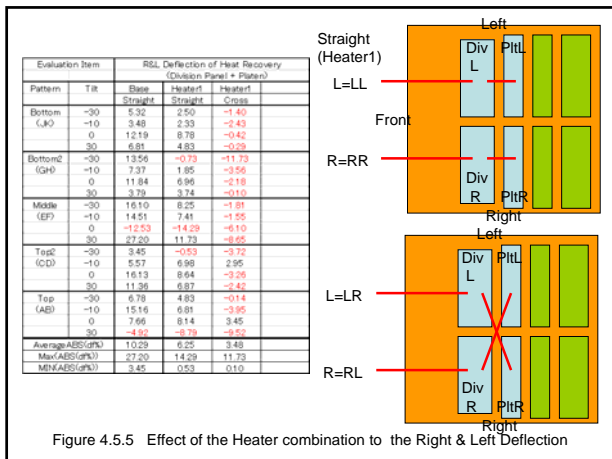 Evaluation Item R&L Deflection of Heat Recovery
(Division Panel + Platen)
Pattern Tilt Base Heater1 Heater1
Straight Straight Cross
Bottom -30 5.32 2.50 -1.40
(JK) -10 3.48 2.33 -2.43
0 12.19 8.78 -0.42
30 6.81 4.83 -0.29
Bottom2 -30 13.56 -0.73 -11.73
(GH) -10 7.37 1.85 -3.56
0 11.84 6.96 -2.18
30 3.79 3.74 -0.10
Middle -30 16.10 8.25 -1.81
(EF) -10 14.51 7.41 -1.55
0 -12.53 -14.29 -6.10
30 27.20 11.73 -8.65
Top2 -30 3.45 -0.53 -3.72
(CD) -10 5.57 6.98 2.95
0 16.13 8.64 -3.26
30 11.36 6.87 -2.42
Top -30 6.78 4.83 -0.14
(AB) -10 15.16 6.81 -3.95
0 7.66 8.14 3.45
30 -4.92 -8.79 -9.52
AverageABS(df%) 10.29 6.25 3.48
Max(ABS(df%)) 27.20 14.29 11.73
MIN(ABS(df%)) 3.45 0.53 0.10
Straight
(Heater1)
Left
Div
L
PltL
L=LL
Front
R=RR
Div
R
PltR
Right
Left
Div
L
PltL
L=LR
R=RL
Div
R
PltR
Right
Figure 4.5.5 Effect of the Heater combination to the Right & Left Deflection